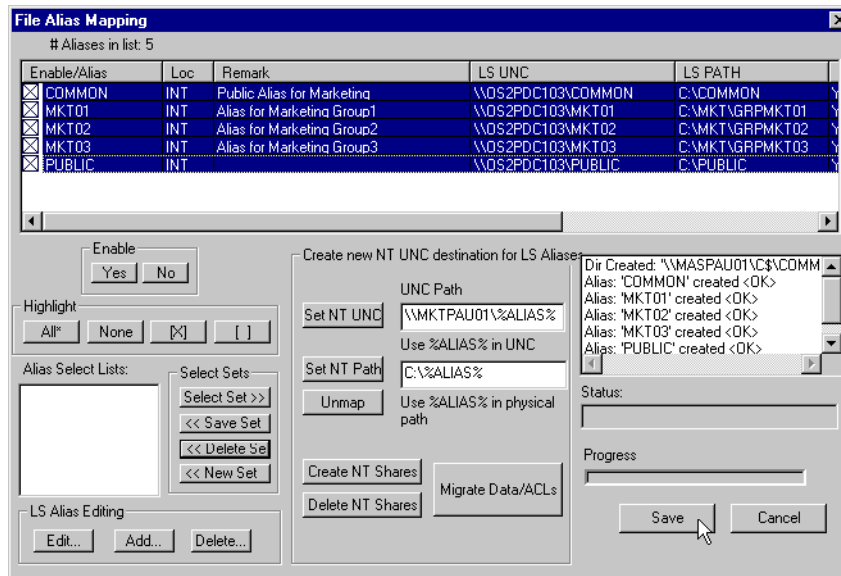 File Alias Mapping
# Aliases in list: 5
Enable/Alias Loc Remark LS UNC LS PATH
COMMON INT Public Alias for Marketing \\OS2PDC103\COMMON C:\COMMON Y
MKT01 INT Alias for Marketing Group1 \\OS2PDC103\MKT01 C:\MKT\GRPMKT01 Y
MKT02 INT Alias for Marketing Group2 \\OS2PDC103\MKT02 C:\MKT\GRPMKT02 Y
MKT03 INT Alias for Marketing Group3 \\OS2PDC103\MKT03 C:\MKT\GRPMKT03 Y
PUBLIC INT \\OS2PDC103\PUBLIC C:\PUBLIC Y
Enable
Yes No
Highlight
All* None [X] [ ]
Alias Select Lists:
Select Sets
Select Set >>
<< Save Set
<< Delete Se
<< New Set
LS Alias Editing
Edit... Add... Delete...
Create new NT UNC destination for LS Aliases
UNC Path
Set NT UNC \\MKTPAU01\%ALIAS%
Use %ALIAS% in UNC
Set NT Path C:\%ALIAS%
Unmap Use %ALIAS% in physical
path
Create NT Shares
Delete NT Shares
Migrate Data/ACLs
Dir Created: '\\MASPAU01\C$\COMM
Alias: 'COMMON' created <OK>
Alias: 'MKT01' created <OK>
Alias: 'MKT02' created <OK>
Alias: 'MKT03' created <OK>
Alias: 'PUBLIC' created <OK>
Status:
Progress
Save Cancel